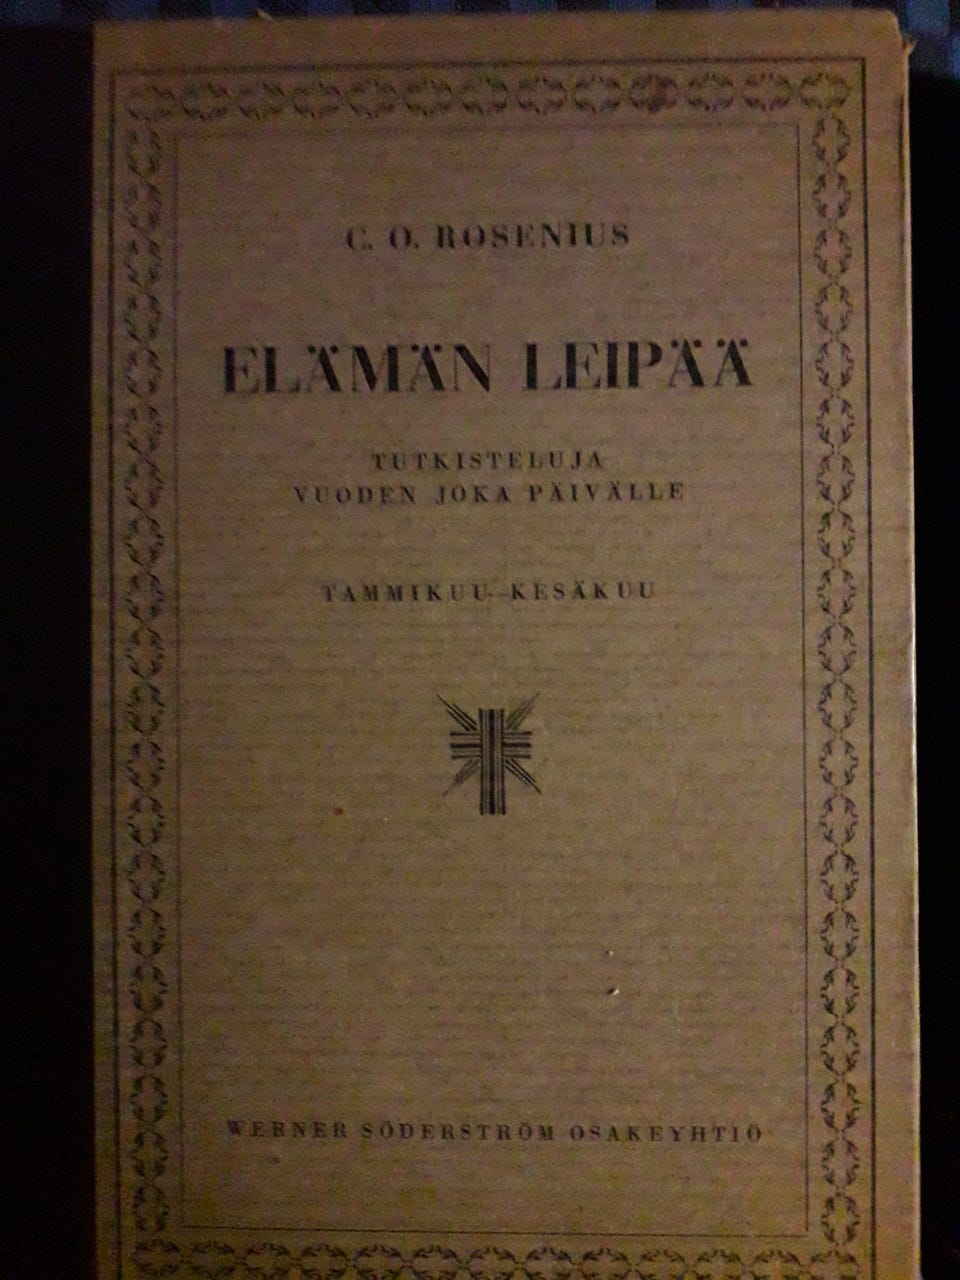 C. O. ROSENIUS
ELÄMÄN LEIPÄÄ
TUTKISTELUJA
VUODEN JOKA PÄIVÄLLE
TAMMIKUU–KESÄKUU
WERNER SÖDERSTRÖM OSAKEYHTIÖ